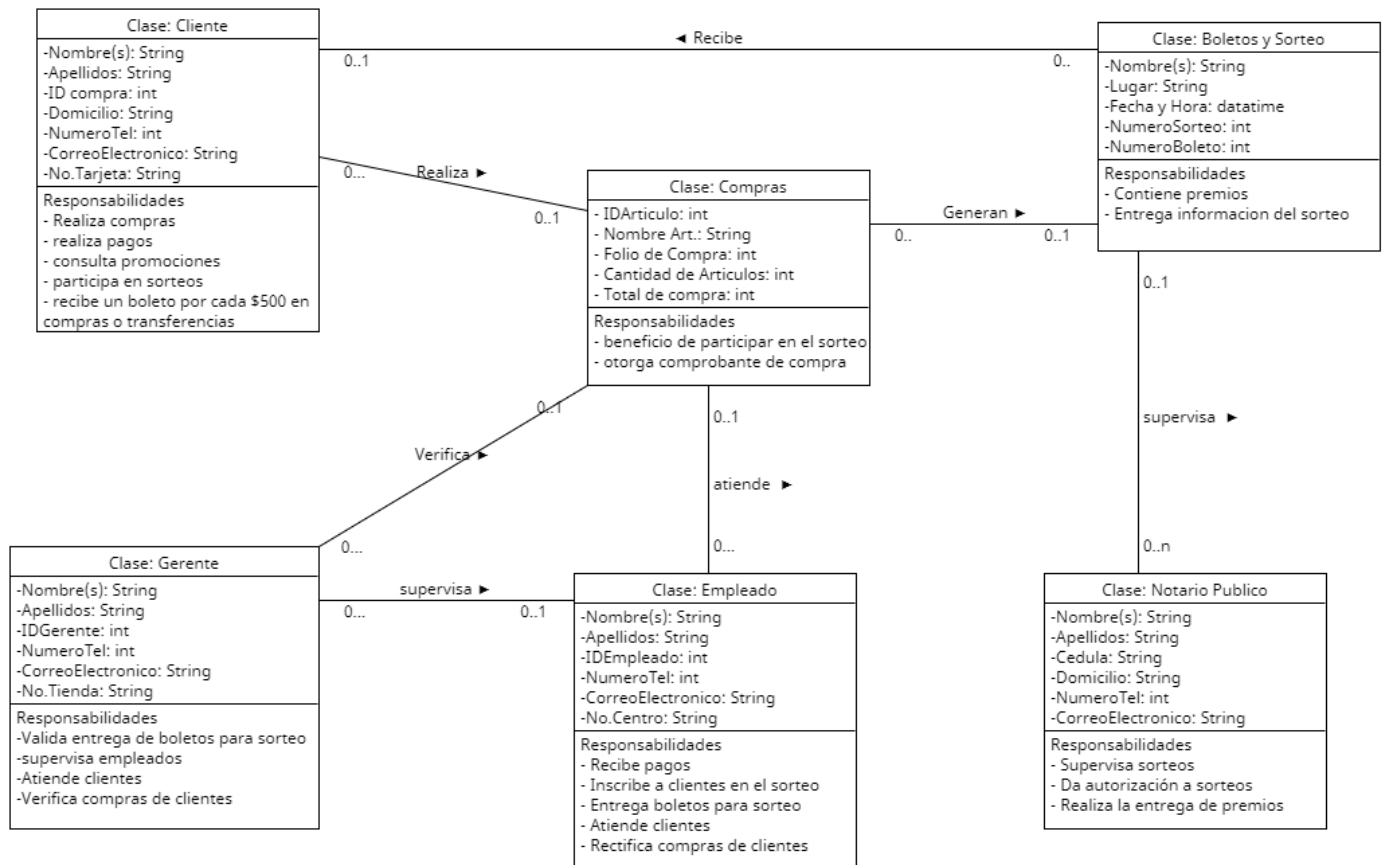 Clase: Cliente
-Nombre(s): String
-Apellidos: String
-ID compra: int
-Domicilio: String
-NumeroTel: int
-CorreoElectronico: String
-No.Tarjeta: String
Responsabilidades
- Realiza compras
- realiza pagos
- consulta promociones
- participa en sorteos
- recibe un boleto por cada $500 en
compras o transferencias
◄ Recibe
0..1
0..
Clase: Boletos y Sorteo
-Nombre(s): String
-Lugar: String
-Fecha y Hora: datatime
-NumeroSorteo: int
-NumeroBoleto: int
Responsabilidades
- Contiene premios
- Entrega informacion del sorteo
0...
Realiza ►
0..1
Clase: Compras
- IDArticulo: int
- Nombre Art.: String
- Folio de Compra: int
- Cantidad de Articulos: int
- Total de compra: int
Responsabilidades
- beneficio de participar en el sorteo
- otorga comprobante de compra
Generan ►
0..
0..1
0..1
supervisa ►
0..n
0..1
Verifica ►
0...
0..1
atiende ►
0...
Clase: Gerente
-Nombre(s): String
-Apellidos: String
-IDGerente: int
-NumeroTel: int
-CorreoElectronico: String
-No.Tienda: String
Responsabilidades
-Valida entrega de boletos para sorteo
-supervisa empleados
-Atiende clientes
-Verifica compras de clientes
supervisa ►
0...
0..1
Clase: Empleado
-Nombre(s): String
-Apellidos: String
-IDEmpleado: int
-NumeroTel: int
-CorreoElectronico: String
-No.Centro: String
Responsabilidades
- Recibe pagos
- Inscribe a clientes en el sorteo
- Entrega boletos para sorteo
- Atiende clientes
- Rectifica compras de clientes
Clase: Notario Publico
-Nombre(s): String
-Apellidos: String
-Cedula: String
-Domicilio: String
-NumeroTel: int
-CorreoElectronico: String
Responsabilidades
- Supervisa sorteos
- Da autorización a sorteos
- Realiza la entrega de premios